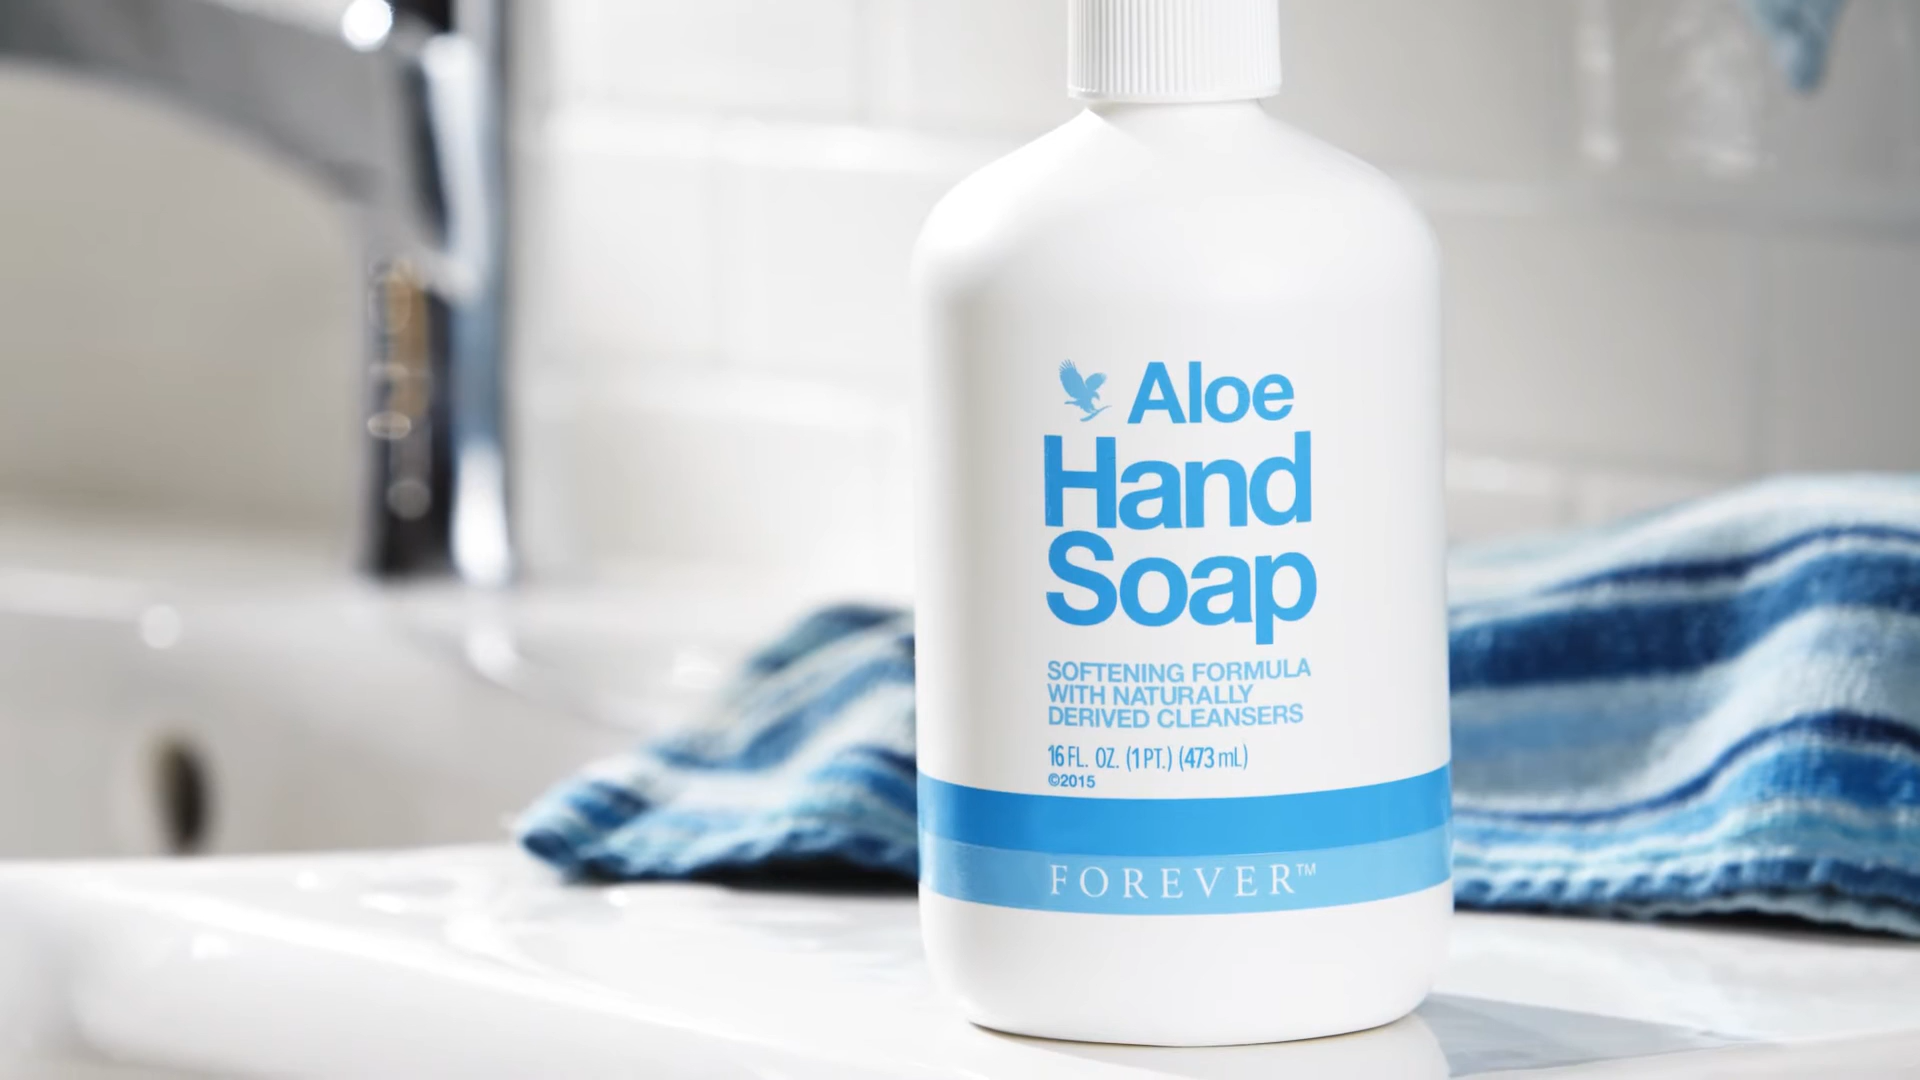 Aloe
Hand
Soap
SOFTENING FORMULA
WITH NATURALLY
DERIVED CLEANSERS
16 FL. OZ. (1 PT.) (473 mL)
©2015
FOREVER™